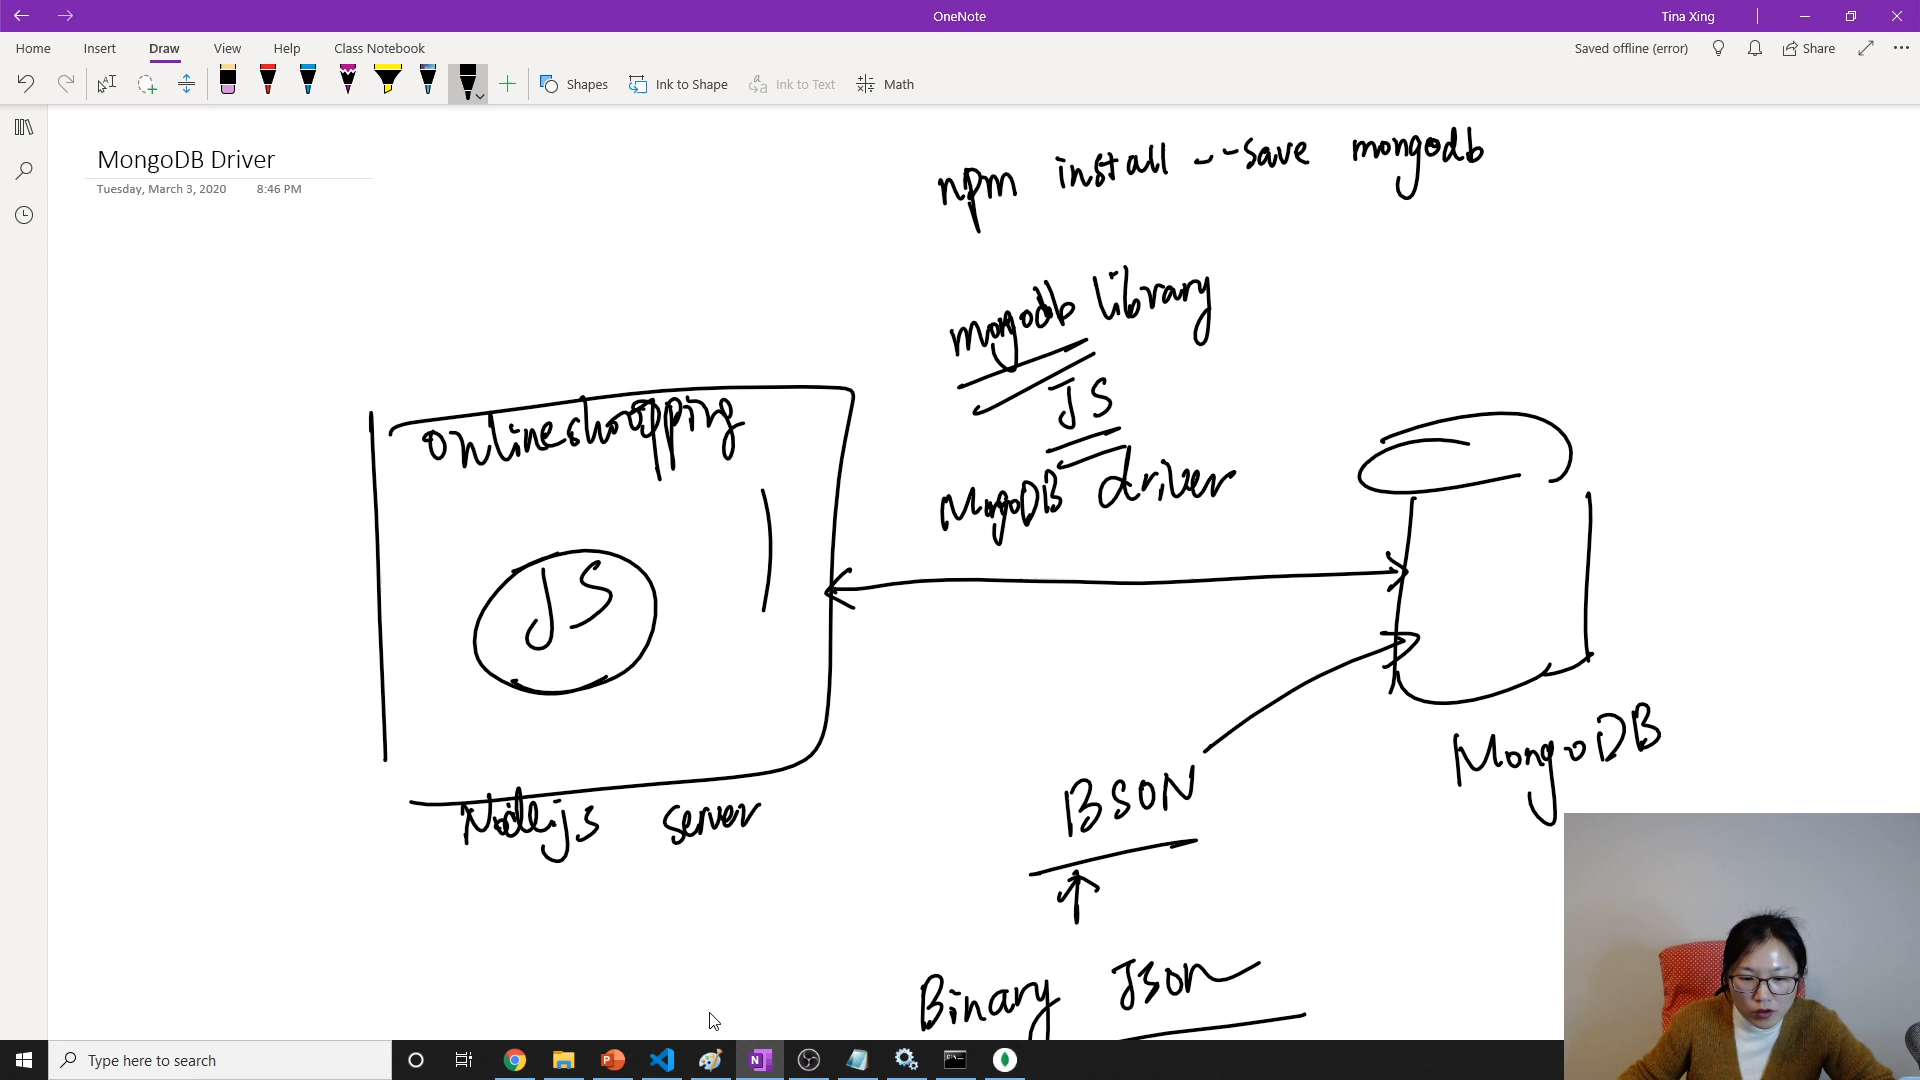 OneNote
Tina Xing
Home Insert Draw View Help Class Notebook
Saved offline (error)
Share
Shapes
Ink to Shape
Ink to Text
Math
MongoDB Driver
Tuesday, March 3, 2020 8:46 PM
npm install --save mongodb
mongodb library
JS
MongoDB driver
onlineshopping
JS
Nodejs server
MongoDB
BSON
Binary JSON
Type here to search